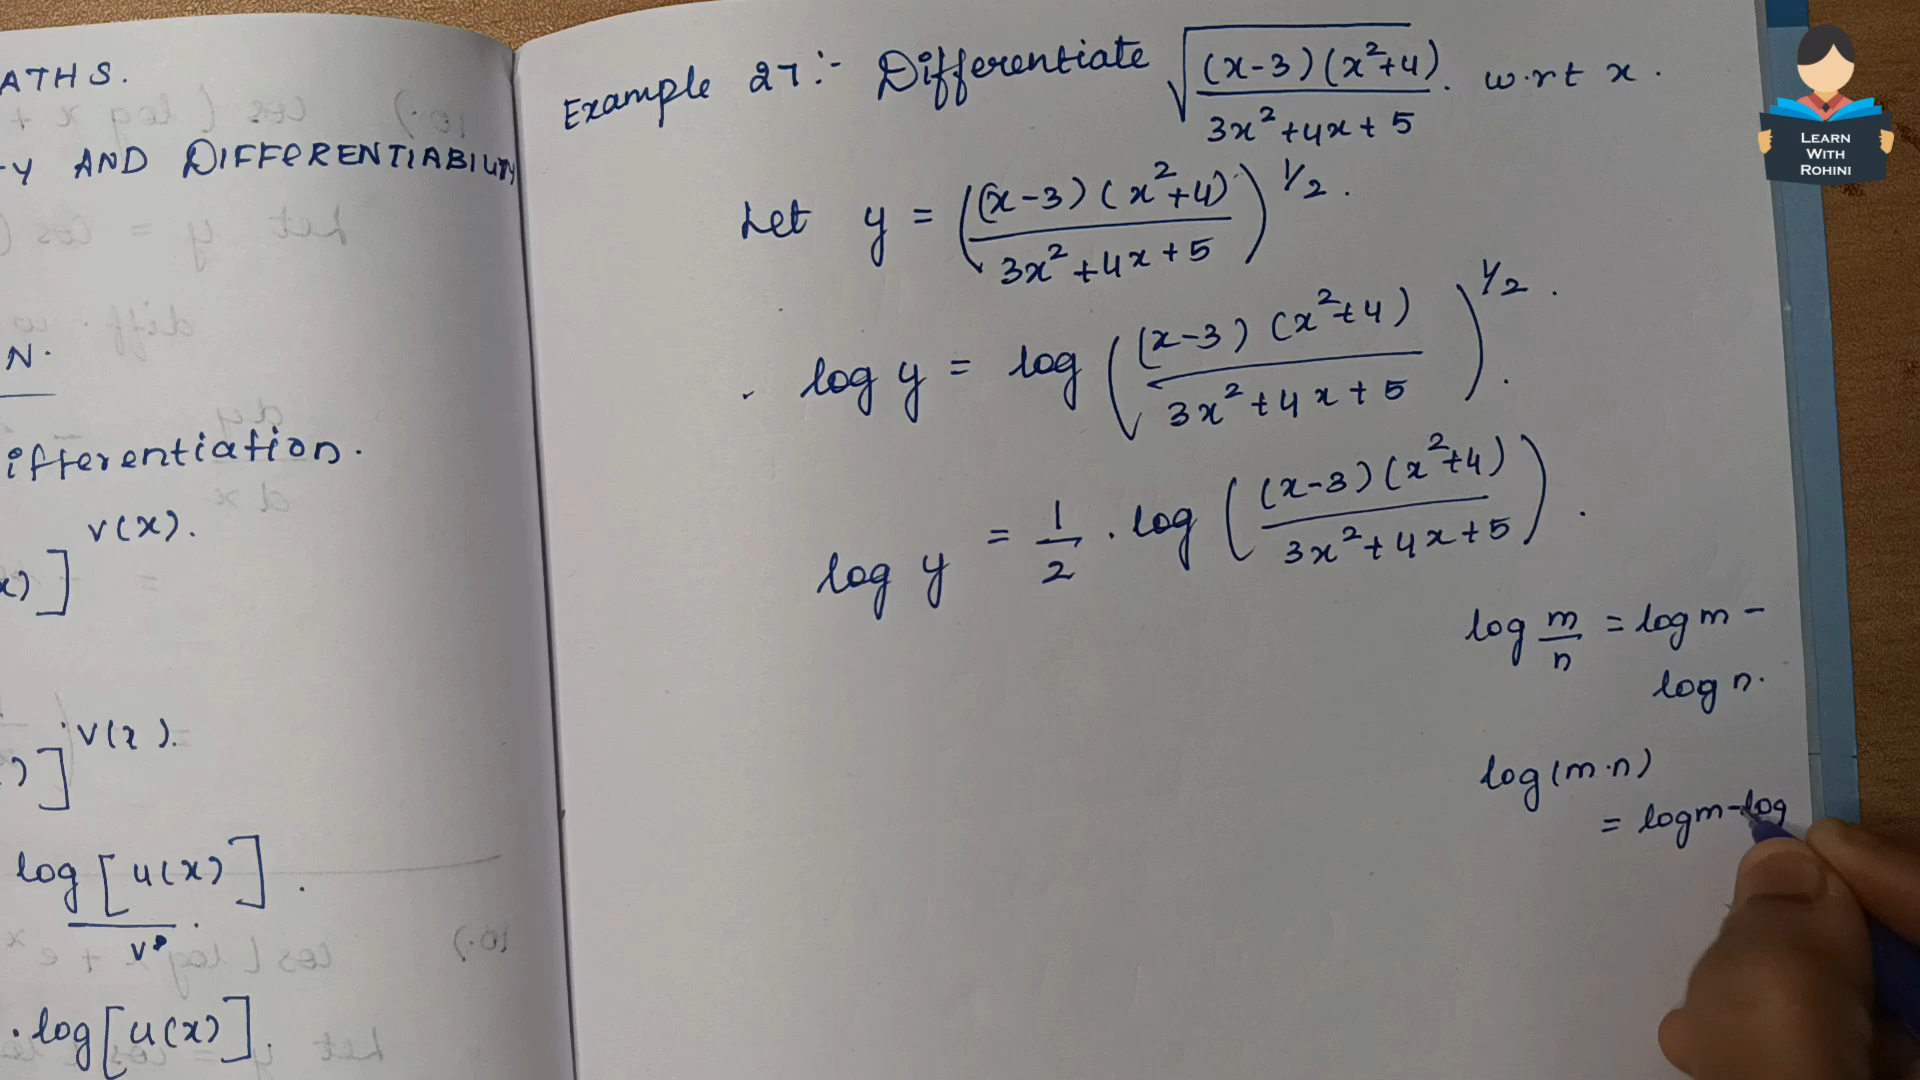 ATHS.
-Y AND DIFFERENTIABILITY
N.
ifferentiation.
v(x).
x)]
v(x).
)]
log [u(x)].
v
.log [u(x)].
Example 27:- Differentiate √((x-3)(x²+4) / 3x²+4x+5). w.r.t x.
Let y = ((x-3)(x²+4) / 3x²+4x+5)^1/2.
log y = log ((x-3)(x²+4) / 3x²+4x+5)^1/2.
log y = 1/2 . log ((x-3)(x²+4) / 3x²+4x+5).
log m/n = log m -
log n.
log(m.n)
= log m - log
LEARN
WITH
ROHINI